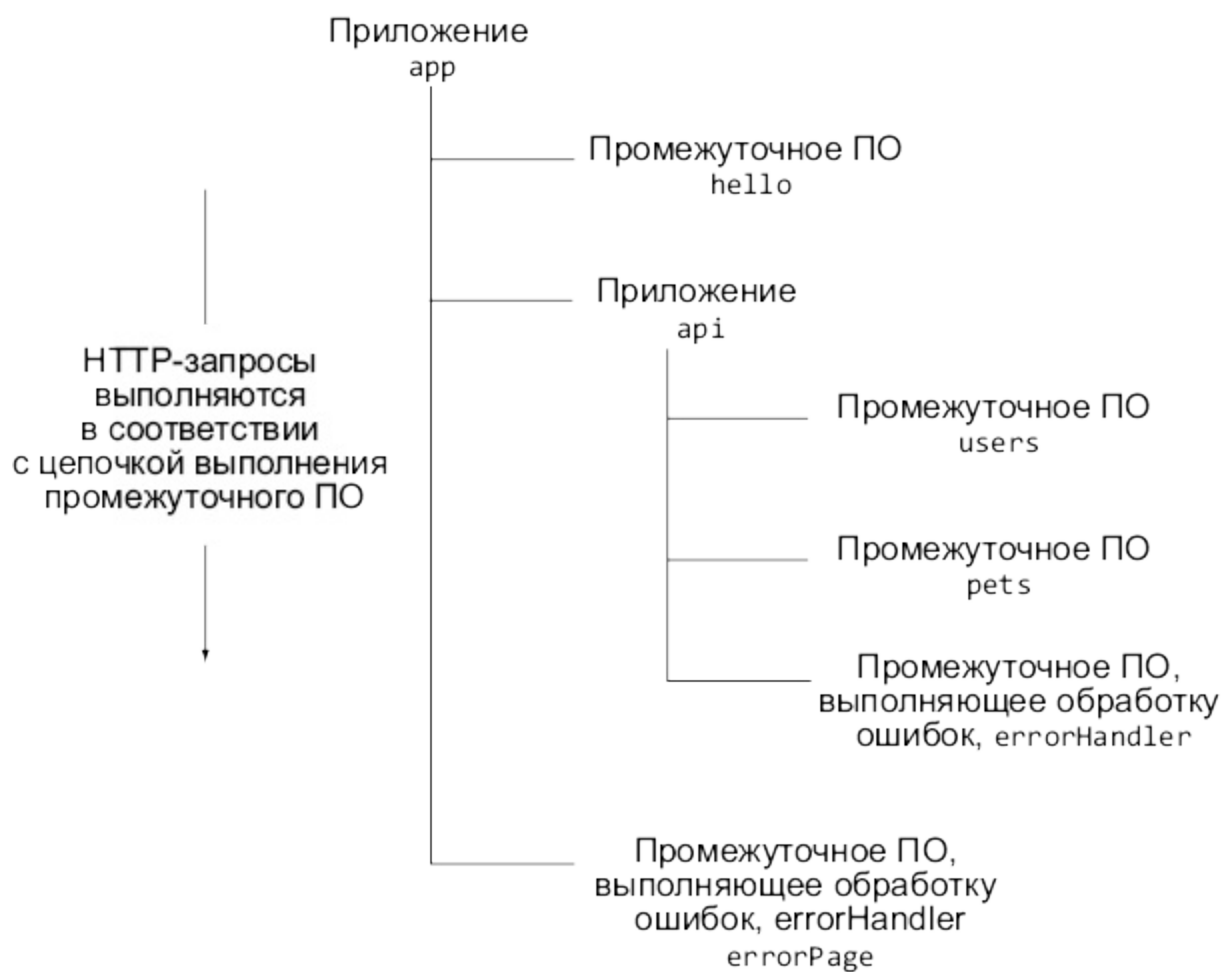 Приложение
app
Промежуточное ПО
hello
Приложение
api
HTTP-запросы
выполняются
в соответствии
с цепочкой выполнения
промежуточного ПО
Промежуточное ПО
users
Промежуточное ПО
pets
Промежуточное ПО,
выполняющее обработку
ошибок, errorHandler
Промежуточное ПО,
выполняющее обработку
ошибок, errorHandler
errorPage